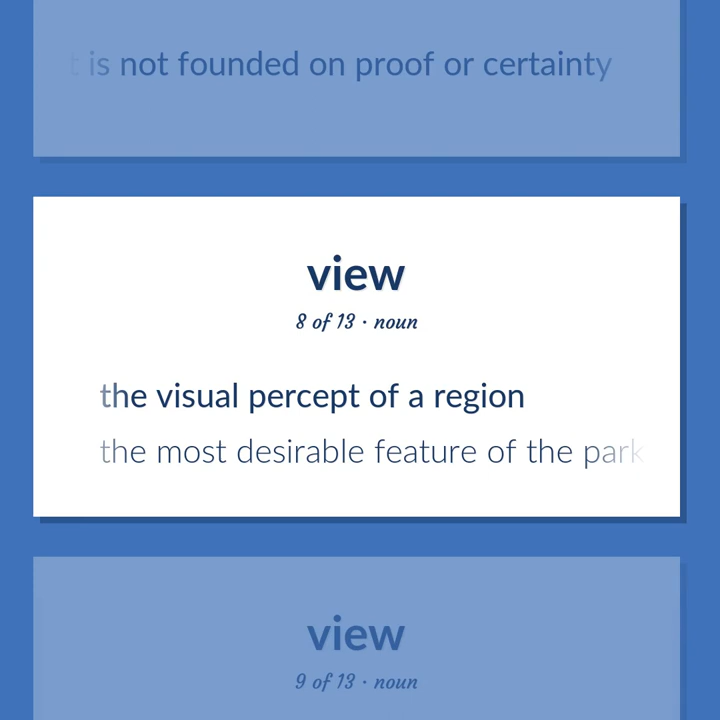 is not founded on proof or certainty
view
8 of 13 · noun
the visual percept of a region
the most desirable feature of the park
view
9 of 13 · noun